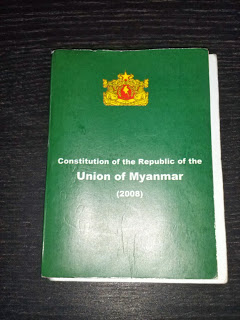 Constitution of the Republic of the
Union of Myanmar
(2008)